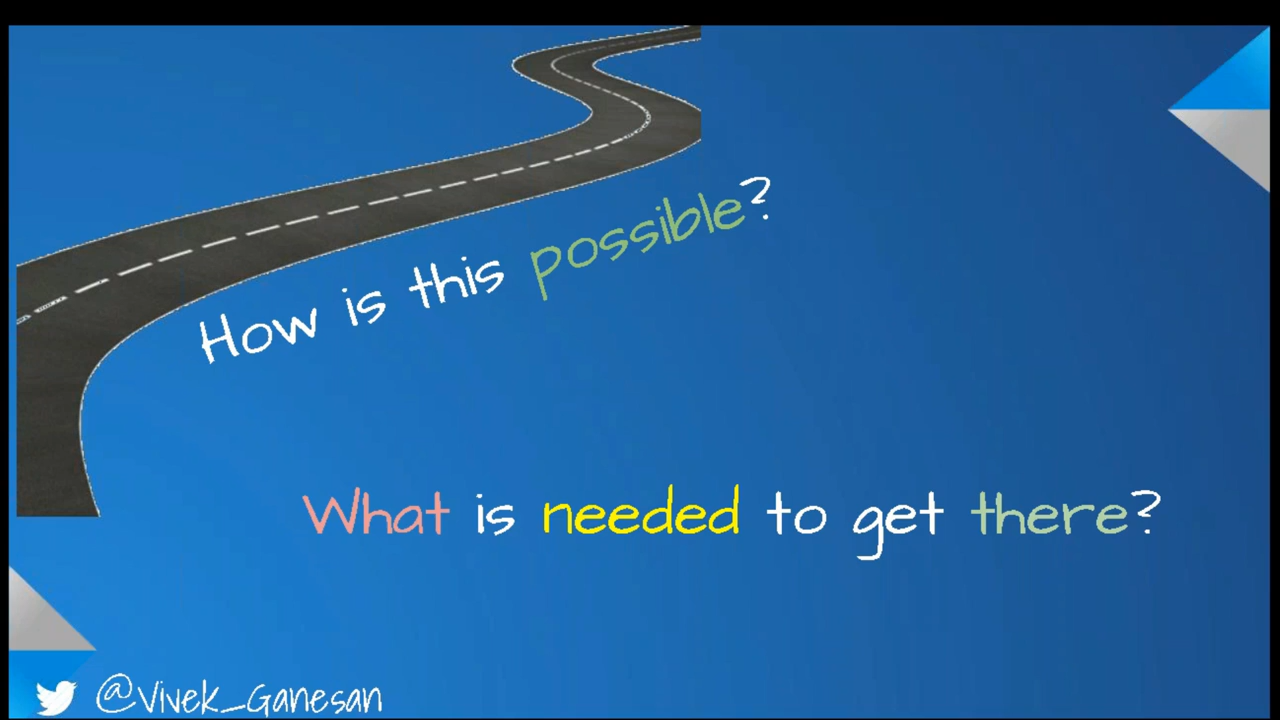 How is this possible?
What is needed to get there?
@Vivek_Ganesan